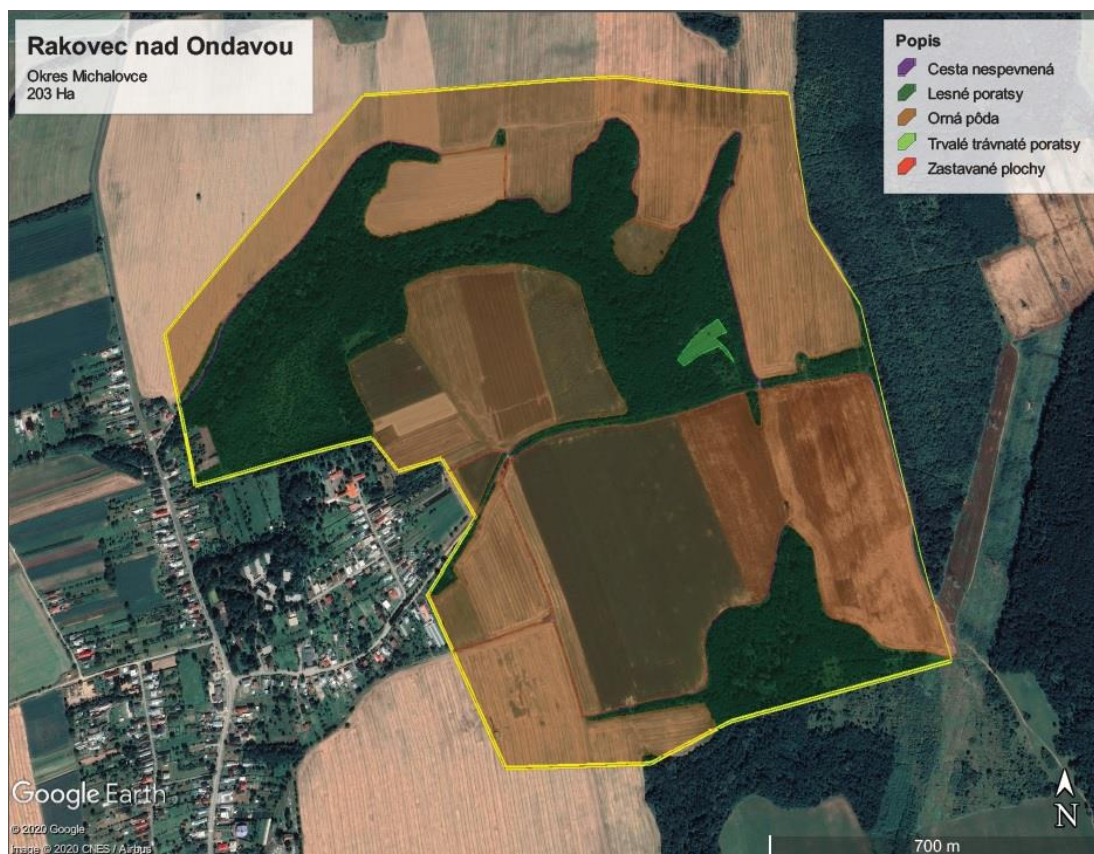 Rakovec nad Ondavou
Okres Michalovce
203 Ha
Popis
Cesta nespevnená
Lesné poratsy
Orná pôda
Trvalé trávnaté poratsy
Zastavané plochy
Google Earth
© 2020 Google
Image © 2020 CNES / Airbus
N
700 m